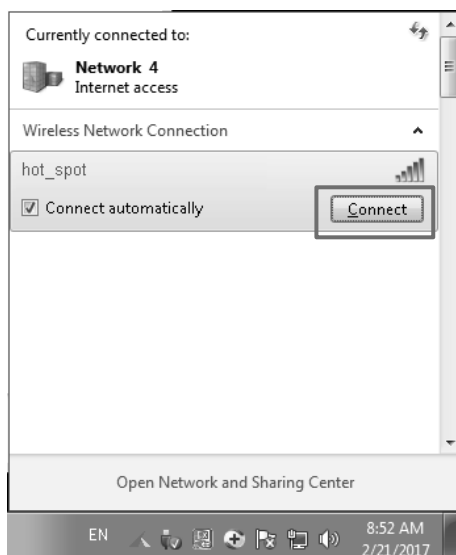 Currently connected to:
Network 4
Internet access
Wireless Network Connection
hot_spot
Connect automatically
Connect
Open Network and Sharing Center
EN
8:52 AM
2/21/2017